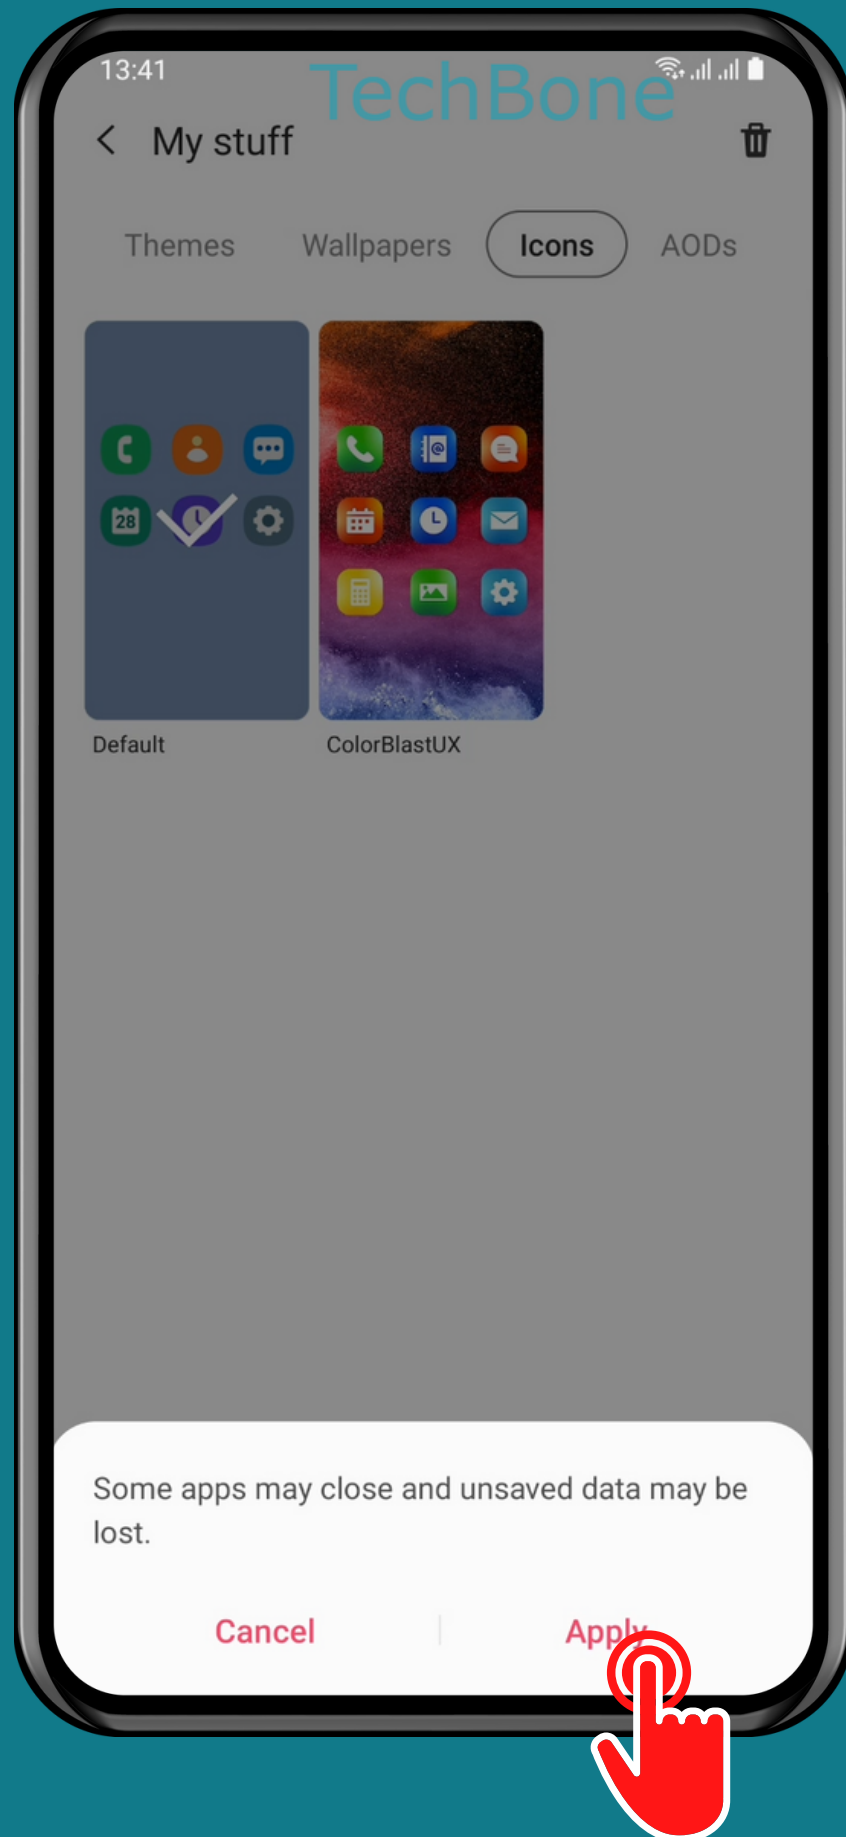 13:41
TechBone
My stuff
Themes Wallpapers Icons AODs
28
Default ColorBlastUX
Some apps may close and unsaved data may be
lost.
Cancel Apply